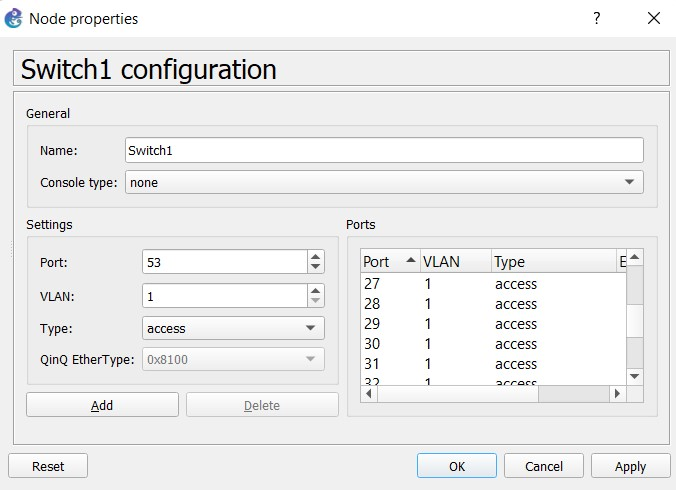 Node properties
?
Switch1 configuration
General
Name: Switch1
Console type: none
Settings
Port: 53
VLAN: 1
Type: access
QinQ EtherType: 0x8100
Add Delete
Ports
Port VLAN Type E
27 1 access
28 1 access
29 1 access
30 1 access
31 1 access
32 1 access
Reset OK Cancel Apply